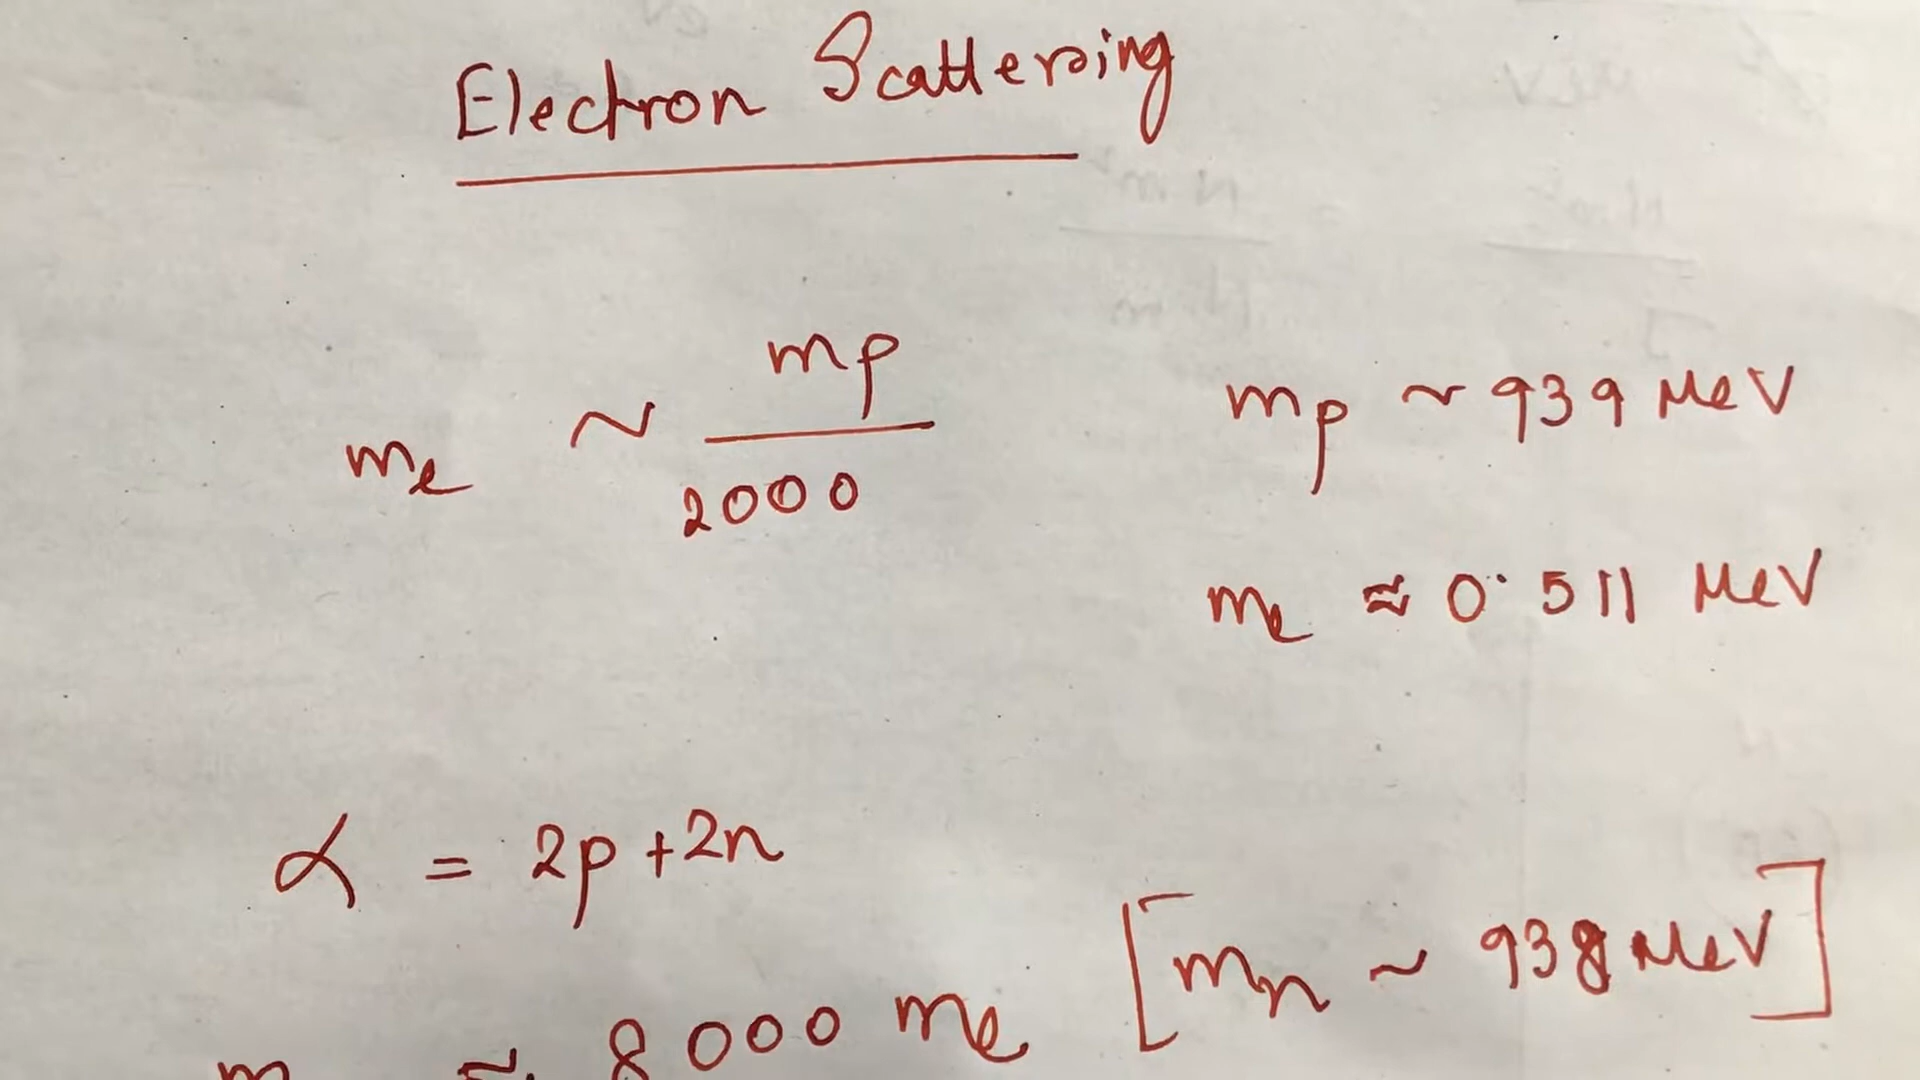 Electron Scattering
me ~ mp / 2000
mp ~ 939 MeV
me ≈ 0.511 MeV
α = 2p + 2n
[mn ~ 938 MeV]
≈ 8000 me